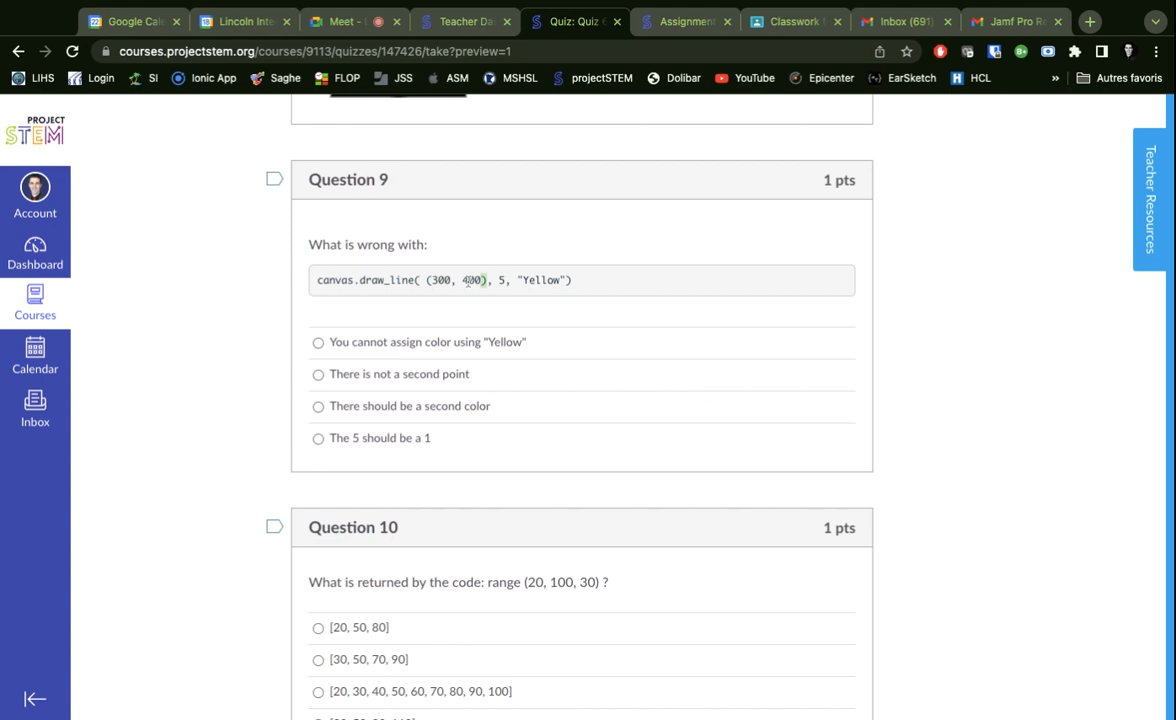 Google Cal
Lincoln Inte
Meet -
Teacher Da
Quiz: Quiz 6
Assignment
Classwork
Inbox (691)
Jamf Pro Re
courses.projectstem.org/courses/9113/quizzes/147426/take?preview=1
LIHS Login SI Ionic App Saghe FLOP JSS ASM MSHSL projectSTEM Dolibar YouTube Epicenter EarSketch HCL » Autres favoris
PROJECT
STEM
Account
Dashboard
Courses
Calendar
Inbox
Teacher Resources
Question 9 1 pts
What is wrong with:
canvas.draw_line( (300, 400), 5, "Yellow")
You cannot assign color using "Yellow"
There is not a second point
There should be a second color
The 5 should be a 1
Question 10 1 pts
What is returned by the code: range (20, 100, 30) ?
[20, 50, 80]
[30, 50, 70, 90]
[20, 30, 40, 50, 60, 70, 80, 90, 100]